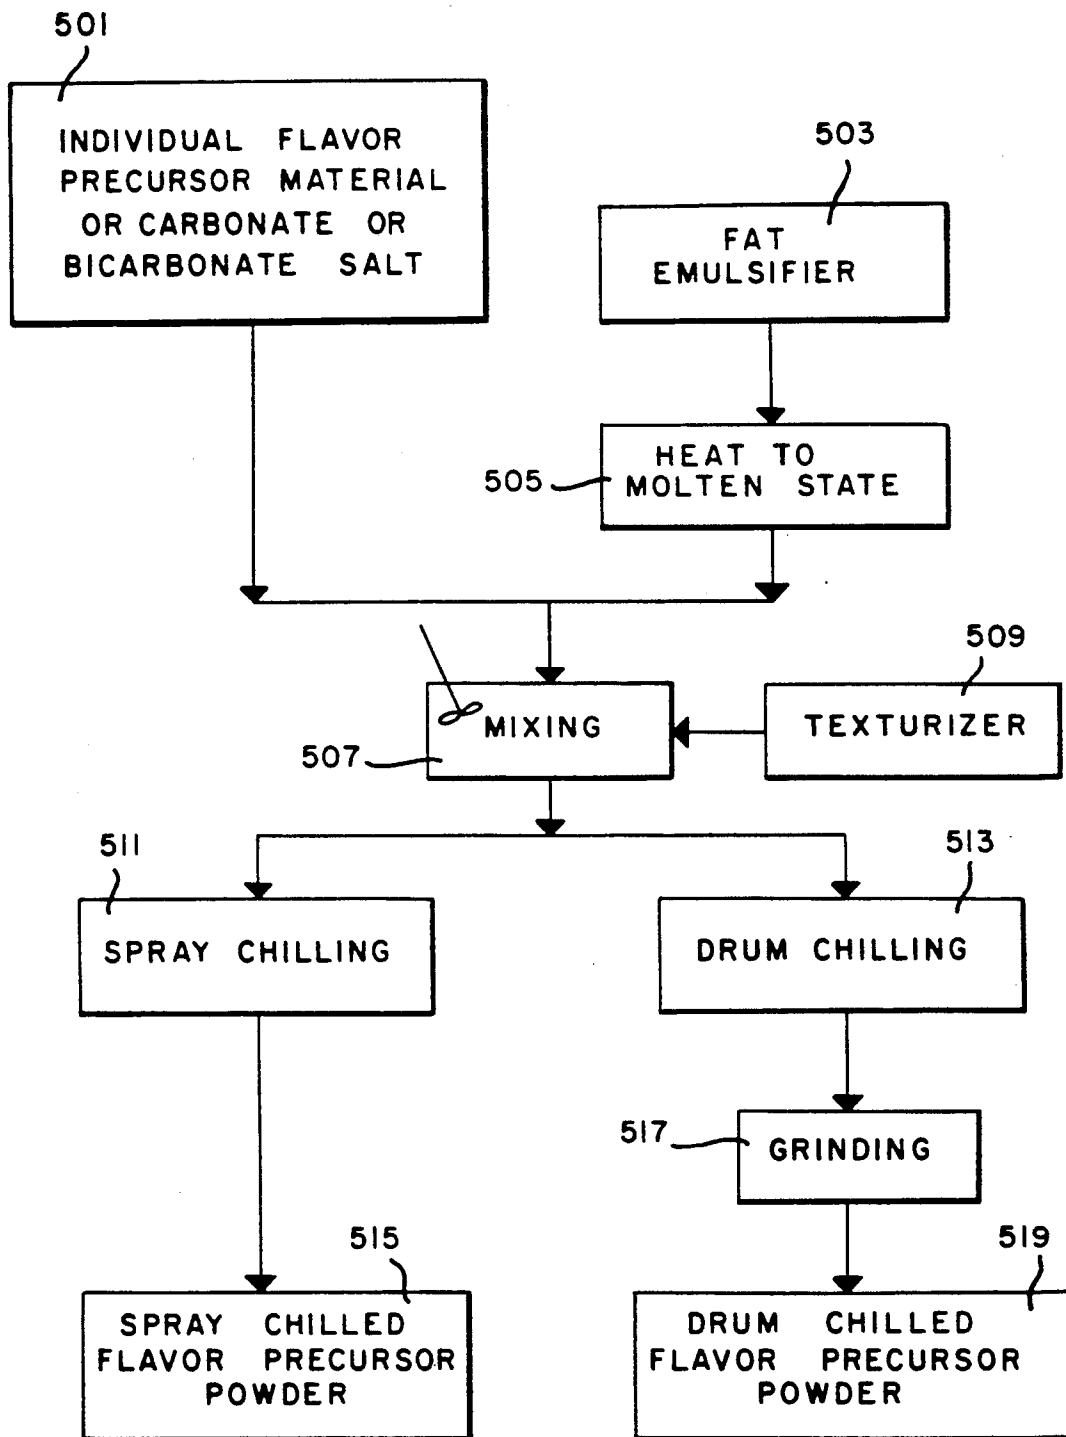 501
INDIVIDUAL FLAVOR
PRECURSOR MATERIAL
OR CARBONATE OR
BICARBONATE SALT
503
FAT
EMULSIFIER
505
HEAT TO
MOLTEN STATE
507
MIXING
509
TEXTURIZER
511
SPRAY CHILLING
513
DRUM CHILLING
517
GRINDING
515
SPRAY CHILLED
FLAVOR PRECURSOR
POWDER
519
DRUM CHILLED
FLAVOR PRECURSOR
POWDER